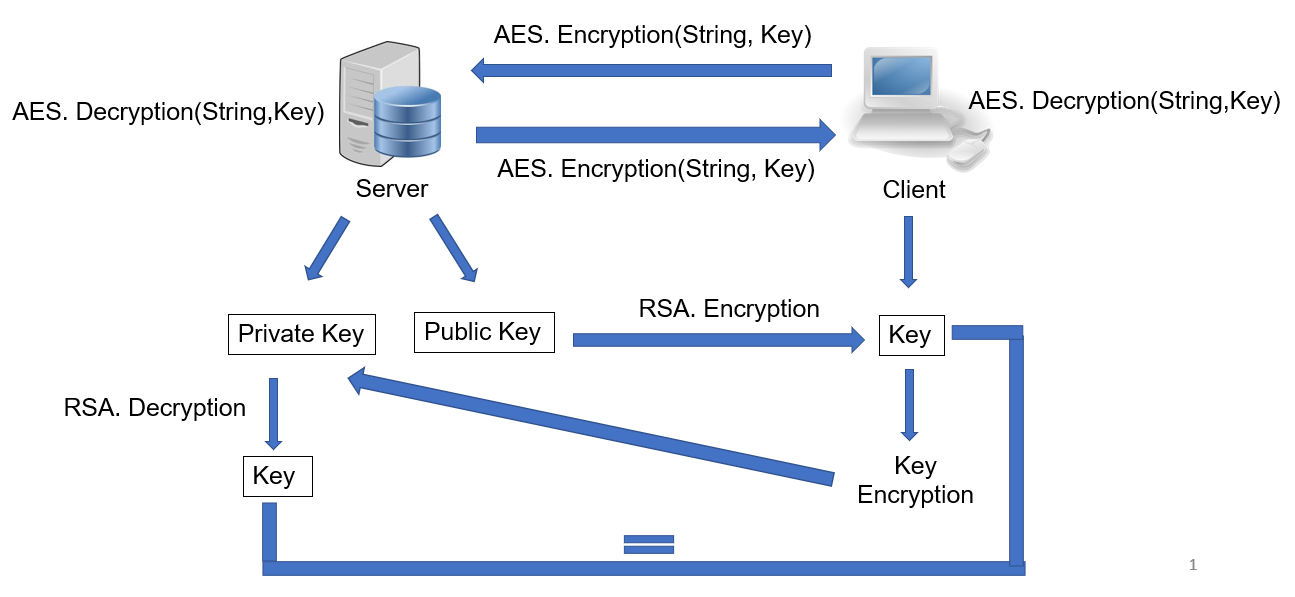 AES. Encryption(String, Key)
AES. Decryption(String,Key)
AES. Decryption(String,Key)
AES. Encryption(String, Key)
Server
Client
RSA. Encryption
Private Key
Public Key
Key
RSA. Decryption
Key
Key
Encryption
1